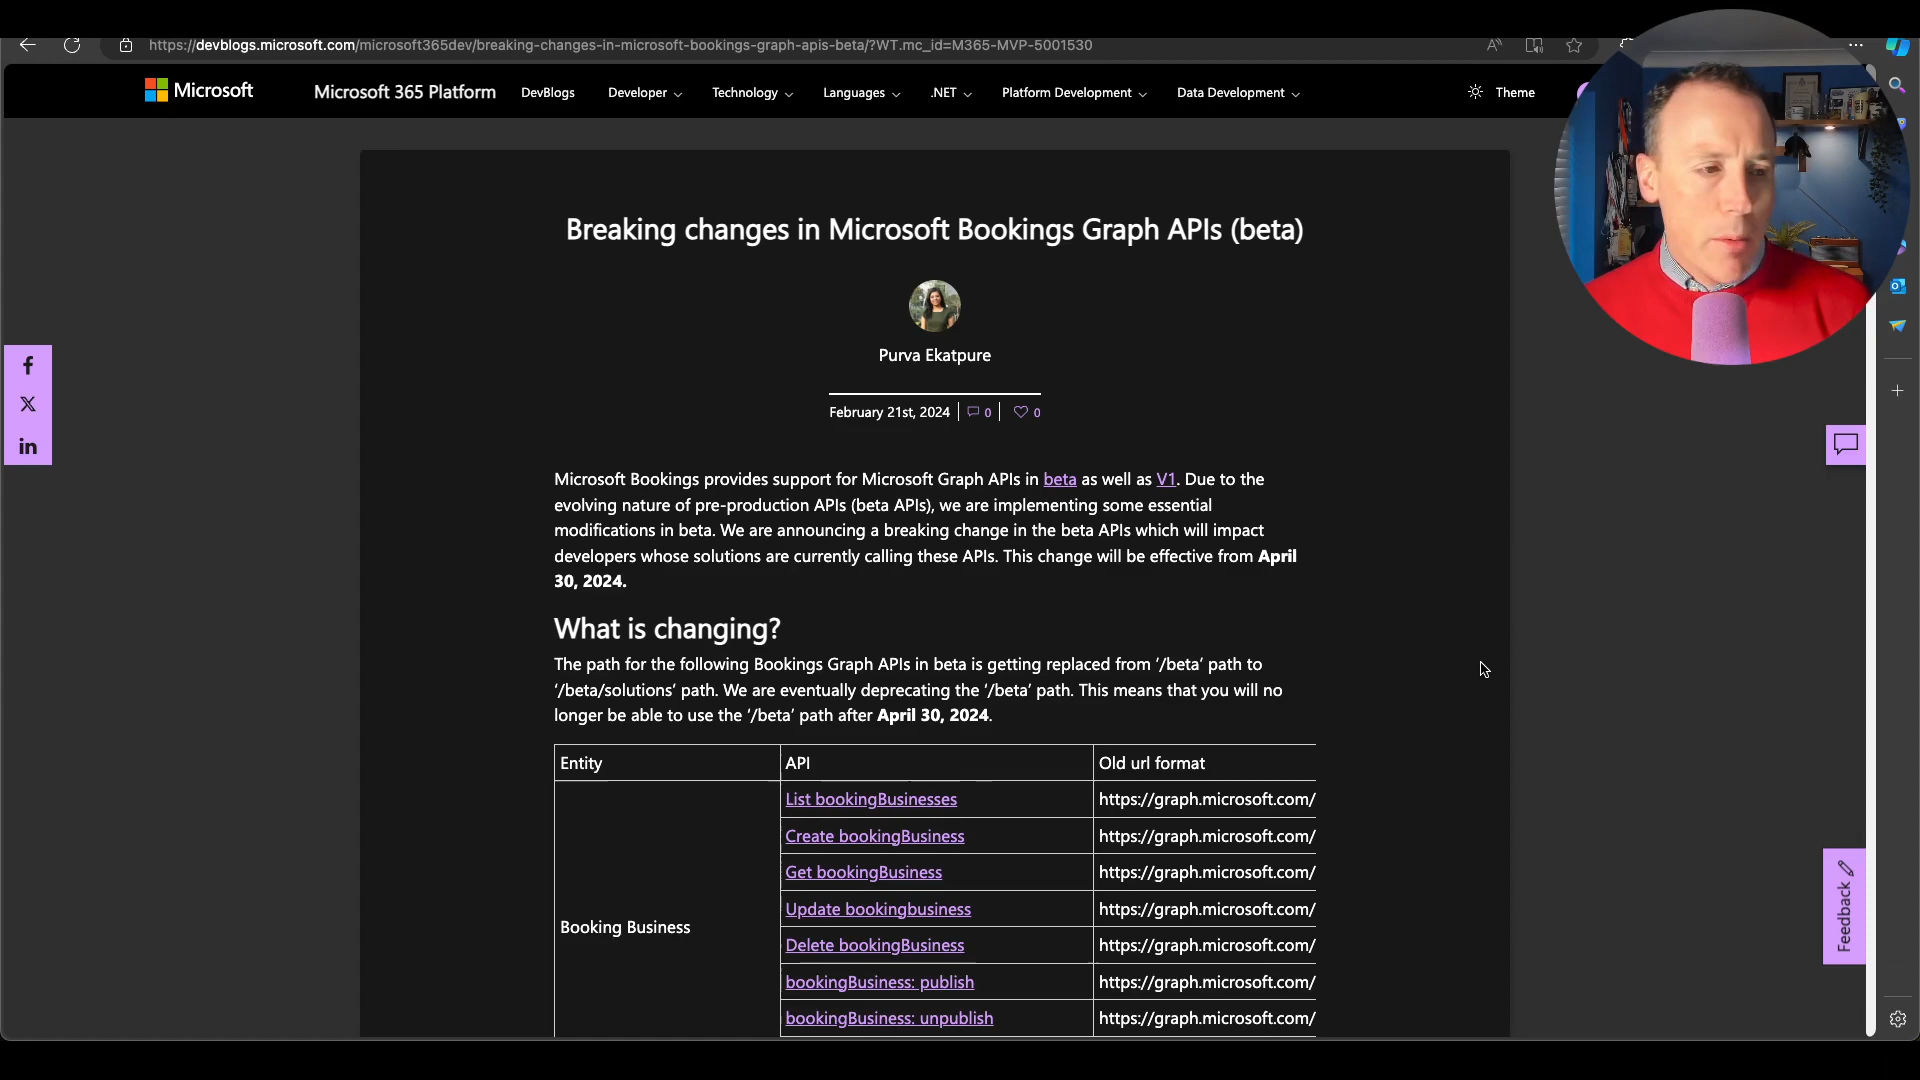 https://devblogs.microsoft.com/microsoft365dev/breaking-changes-in-microsoft-bookings-graph-apis-beta/?WT.mc_id=M365-MVP-5001530
Microsoft
Microsoft 365 Platform
DevBlogs
Developer
Technology
Languages
.NET
Platform Development
Data Development
Theme
Breaking changes in Microsoft Bookings Graph APIs (beta)
Purva Ekatpure
February 21st, 2024
0
0
Microsoft Bookings provides support for Microsoft Graph APIs in beta as well as V1. Due to the
evolving nature of pre-production APIs (beta APIs), we are implementing some essential
modifications in beta. We are announcing a breaking change in the beta APIs which will impact
developers whose solutions are currently calling these APIs. This change will be effective from April
30, 2024.
What is changing?
The path for the following Bookings Graph APIs in beta is getting replaced from ‘/beta’ path to
‘/beta/solutions’ path. We are eventually deprecating the ‘/beta’ path. This means that you will no
longer be able to use the ‘/beta’ path after April 30, 2024.
Entity
API
Old url format
Booking Business
List bookingBusinesses
https://graph.microsoft.com/
Create bookingBusiness
https://graph.microsoft.com/
Get bookingBusiness
https://graph.microsoft.com/
Update bookingbusiness
https://graph.microsoft.com/
Delete bookingBusiness
https://graph.microsoft.com/
bookingBusiness: publish
https://graph.microsoft.com/
bookingBusiness: unpublish
https://graph.microsoft.com/
Feedback